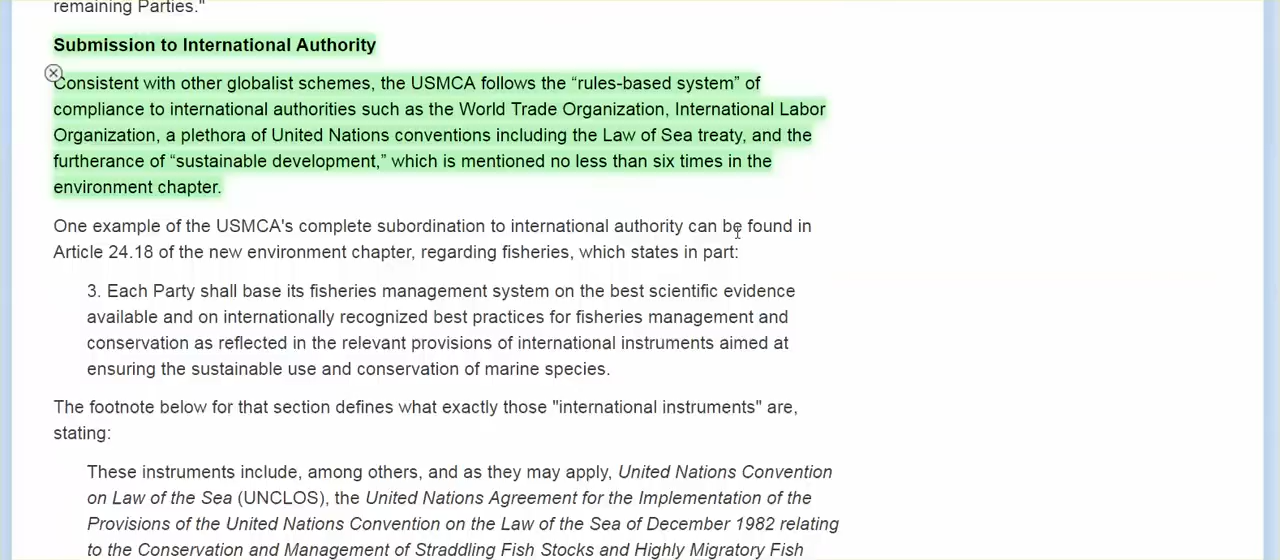 remaining Parties."
Submission to International Authority
Consistent with other globalist schemes, the USMCA follows the “rules-based system” of
compliance to international authorities such as the World Trade Organization, International Labor
Organization, a plethora of United Nations conventions including the Law of Sea treaty, and the
furtherance of “sustainable development,” which is mentioned no less than six times in the
environment chapter.
One example of the USMCA's complete subordination to international authority can be found in
Article 24.18 of the new environment chapter, regarding fisheries, which states in part:
3. Each Party shall base its fisheries management system on the best scientific evidence
available and on internationally recognized best practices for fisheries management and
conservation as reflected in the relevant provisions of international instruments aimed at
ensuring the sustainable use and conservation of marine species.
The footnote below for that section defines what exactly those "international instruments" are,
stating:
These instruments include, among others, and as they may apply, United Nations Convention
on Law of the Sea (UNCLOS), the United Nations Agreement for the Implementation of the
Provisions of the United Nations Convention on the Law of the Sea of December 1982 relating
to the Conservation and Management of Straddling Fish Stocks and Highly Migratory Fish